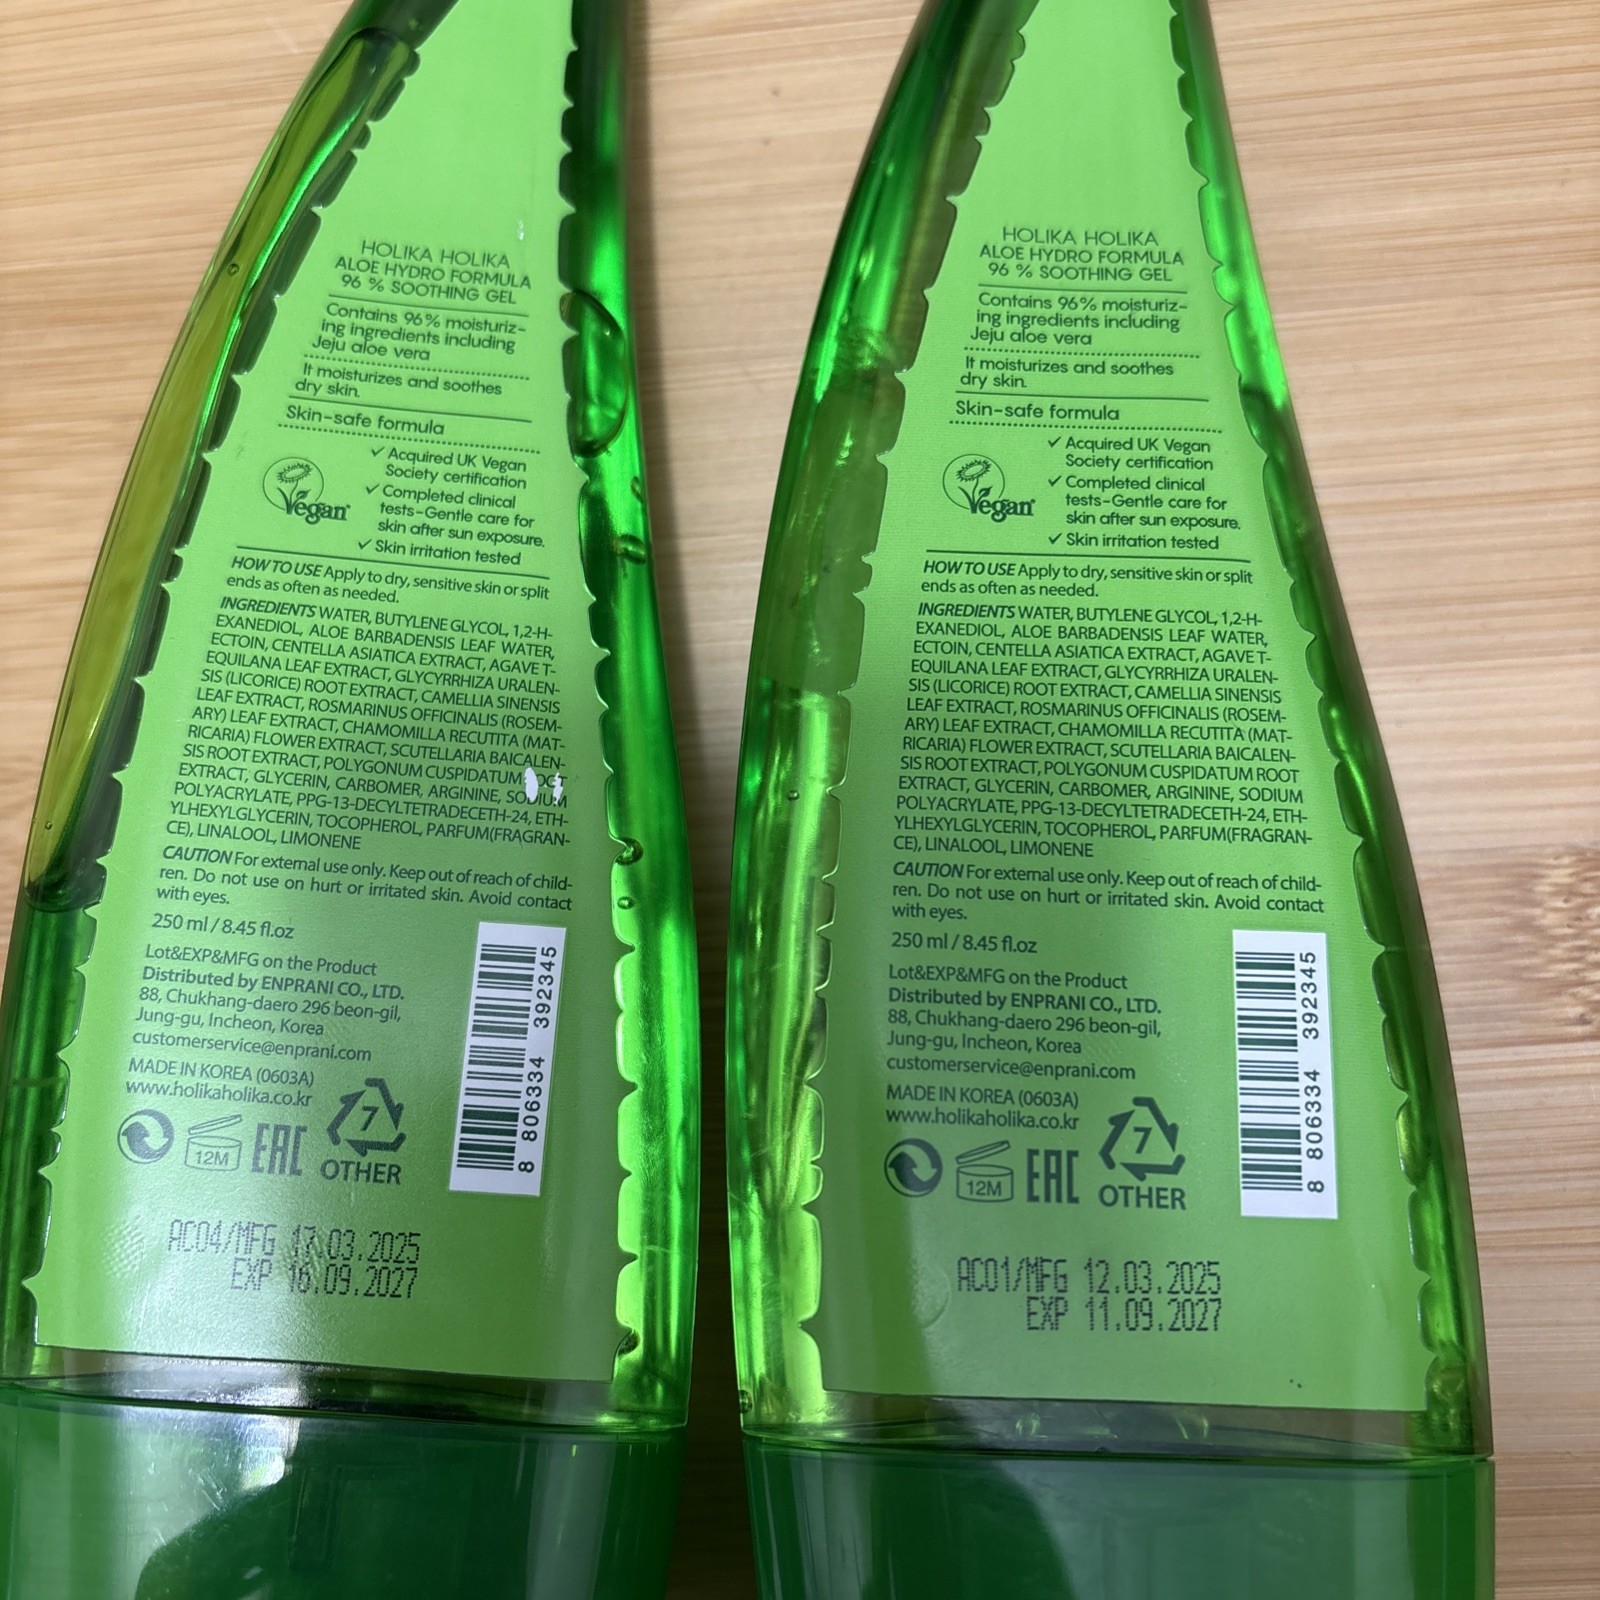 HOLIKA HOLIKA
ALOE HYDRO FORMULA
96 % SOOTHING GEL
Contains 96% moisturiz-
ing ingredients including
Jeju aloe vera
It moisturizes and soothes
dry skin.
Skin-safe formula
✓ Acquired UK Vegan
Society certification
✓ Completed clinical
tests-Gentle care for
skin after sun exposure.
✓ Skin irritation tested
Vegan
HOW TO USE Apply to dry, sensitive skin or split
ends as often as needed.
INGREDIENTS WATER, BUTYLENE GLYCOL, 1,2-H-
EXANEDIOL, ALOE BARBADENSIS LEAF WATER,
ECTOIN, CENTELLA ASIATICA EXTRACT, AGAVE T-
EQUILANA LEAF EXTRACT, GLYCYRRHIZA URALEN-
SIS (LICORICE) ROOT EXTRACT, CAMELLIA SINENSIS
LEAF EXTRACT, ROSMARINUS OFFICINALIS (ROSEM-
ARY) LEAF EXTRACT, CHAMOMILLA RECUTITA (MAT-
RICARIA) FLOWER EXTRACT, SCUTELLARIA BAICALEN-
SIS ROOT EXTRACT, POLYGONUM CUSPIDATUM ROOT
EXTRACT, GLYCERIN, CARBOMER, ARGININE, SODIUM
POLYACRYLATE, PPG-13-DECYLTETRADECETH-24, ETH-
YLHEXYLGLYCERIN, TOCOPHEROL, PARFUM(FRAGRAN-
CE), LINALOOL, LIMONENE
CAUTION For external use only. Keep out of reach of child-
ren. Do not use on hurt or irritated skin. Avoid contact
with eyes.
250 ml / 8.45 fl.oz
Lot&EXP&MFG on the Product
Distributed by ENPRANI CO., LTD.
88, Chukhang-daero 296 beon-gil,
Jung-gu, Incheon, Korea
customerservice@enprani.com
MADE IN KOREA (0603A)
www.holikaholika.co.kr
12M
EAC
7
OTHER
8 806334 392345
AC04/MFG 17.03.2025
EXP 16.09.2027
HOLIKA HOLIKA
ALOE HYDRO FORMULA
96 % SOOTHING GEL
Contains 96% moisturiz-
ing ingredients including
Jeju aloe vera
It moisturizes and soothes
dry skin.
Skin-safe formula
✓ Acquired UK Vegan
Society certification
✓ Completed clinical
tests-Gentle care for
skin after sun exposure.
✓ Skin irritation tested
Vegan
HOW TO USE Apply to dry, sensitive skin or split
ends as often as needed.
INGREDIENTS WATER, BUTYLENE GLYCOL, 1,2-H-
EXANEDIOL, ALOE BARBADENSIS LEAF WATER,
ECTOIN, CENTELLA ASIATICA EXTRACT, AGAVE T-
EQUILANA LEAF EXTRACT, GLYCYRRHIZA URALEN-
SIS (LICORICE) ROOT EXTRACT, CAMELLIA SINENSIS
LEAF EXTRACT, ROSMARINUS OFFICINALIS (ROSEM-
ARY) LEAF EXTRACT, CHAMOMILLA RECUTITA (MAT-
RICARIA) FLOWER EXTRACT, SCUTELLARIA BAICALEN-
SIS ROOT EXTRACT, POLYGONUM CUSPIDATUM ROOT
EXTRACT, GLYCERIN, CARBOMER, ARGININE, SODIUM
POLYACRYLATE, PPG-13-DECYLTETRADECETH-24, ETH-
YLHEXYLGLYCERIN, TOCOPHEROL, PARFUM(FRAGRAN-
CE), LINALOOL, LIMONENE
CAUTION For external use only. Keep out of reach of child-
ren. Do not use on hurt or irritated skin. Avoid contact
with eyes.
250 ml / 8.45 fl.oz
Lot&EXP&MFG on the Product
Distributed by ENPRANI CO., LTD.
88, Chukhang-daero 296 beon-gil,
Jung-gu, Incheon, Korea
customerservice@enprani.com
MADE IN KOREA (0603A)
www.holikaholika.co.kr
12M
EAC
7
OTHER
8 806334 392345
AC01/MFG 12.03.2025
EXP 11.09.2027